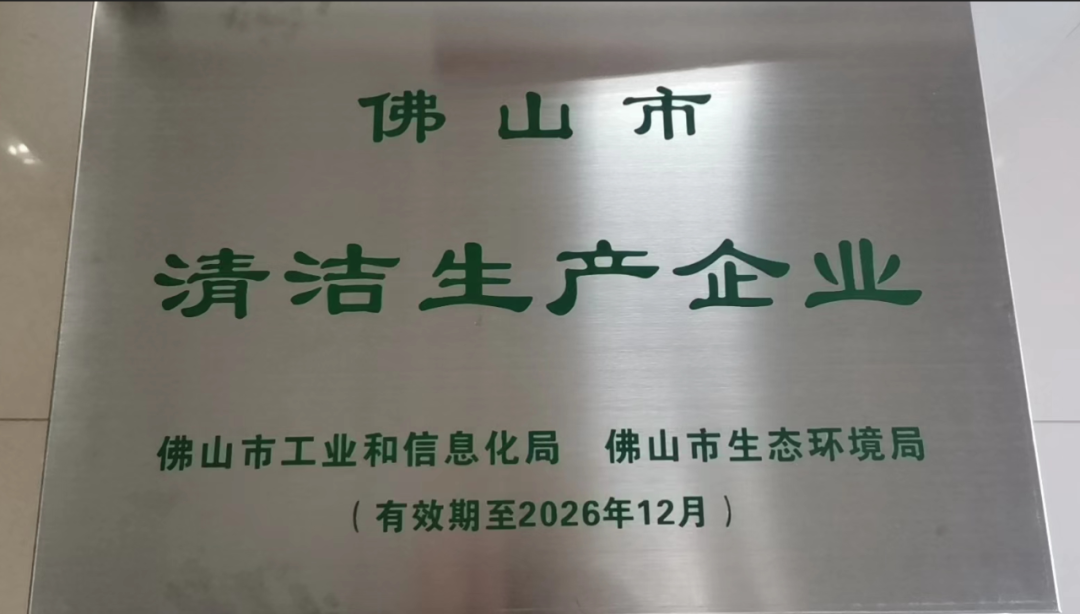 佛山市
清洁生产企业
佛山市工业和信息化局 佛山市生态环境局
（有效期至2026年12月）